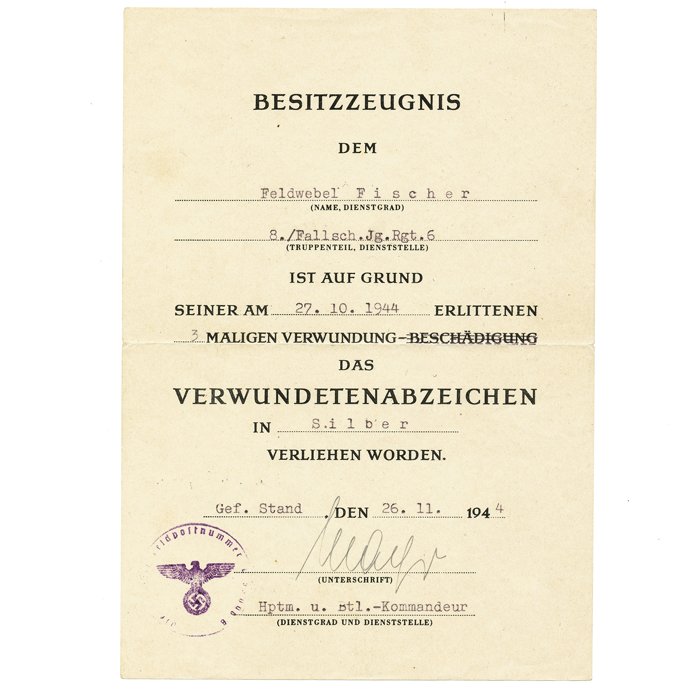 BESITZZEUGNIS
DEM
Feldwebel Fischer
(NAME, DIENSTGRAD)
8./Fallsch.Jg.Rgt.6
(TRUPPENTEIL, DIENSTSTELLE)
IST AUF GRUND
SEINER AM 27. 10. 1944 ERLITTENEN
3 MALIGEN VERWUNDUNG – BESCHÄDIGUNG
DAS
VERWUNDETENABZEICHEN
IN S.ilber
VERLIEHEN WORDEN.
Gef. Stand , DEN 26. 11. 1944
(UNTERSCHRIFT)
Hptm. u. Btl.-Kommandeur
(DIENSTGRAD UND DIENSTSTELLE)